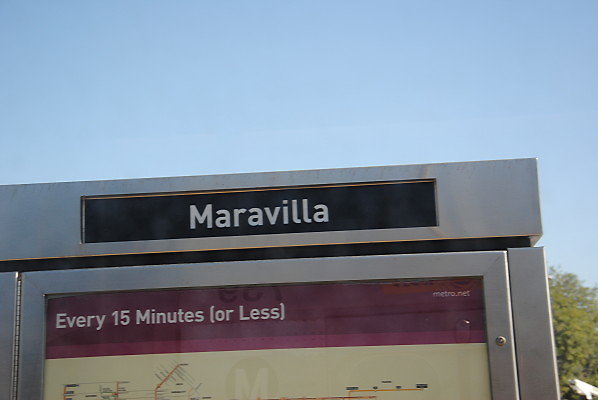 Maravilla
metro.net
Every 15 Minutes (or Less)
M